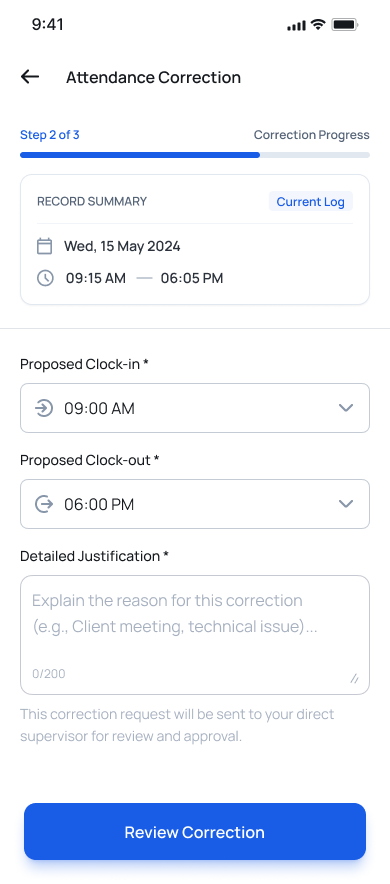 9:41
Attendance Correction
Step 2 of 3
Correction Progress
RECORD SUMMARY
Current Log
Wed, 15 May 2024
09:15 AM — 06:05 PM
Proposed Clock-in *
09:00 AM
Proposed Clock-out *
06:00 PM
Detailed Justification *
Explain the reason for this correction
(e.g., Client meeting, technical issue)...
0/200
This correction request will be sent to your direct
supervisor for review and approval.
Review Correction